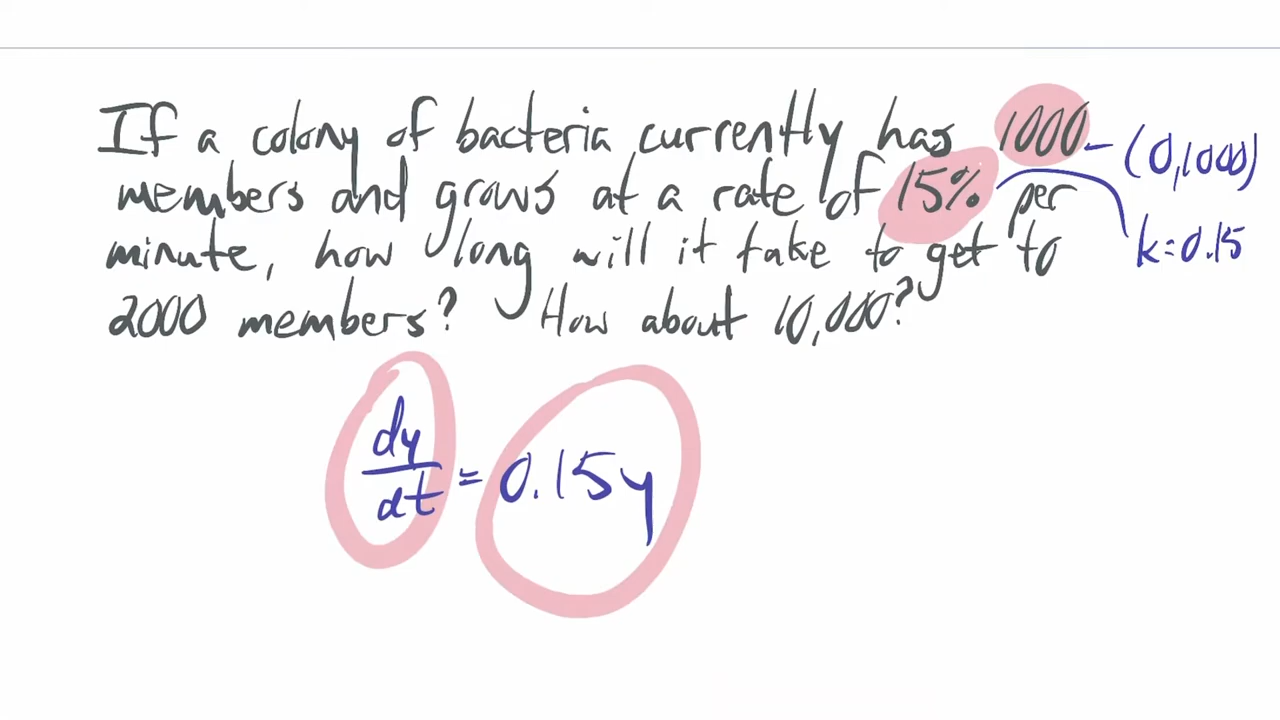 If a colony of bacteria currently has 1000 (0,1000)
members and grows at a rate of 15% per
minute, how long will it take to get to k=0.15
2000 members? How about 10,000?
dy/dt = 0.15y